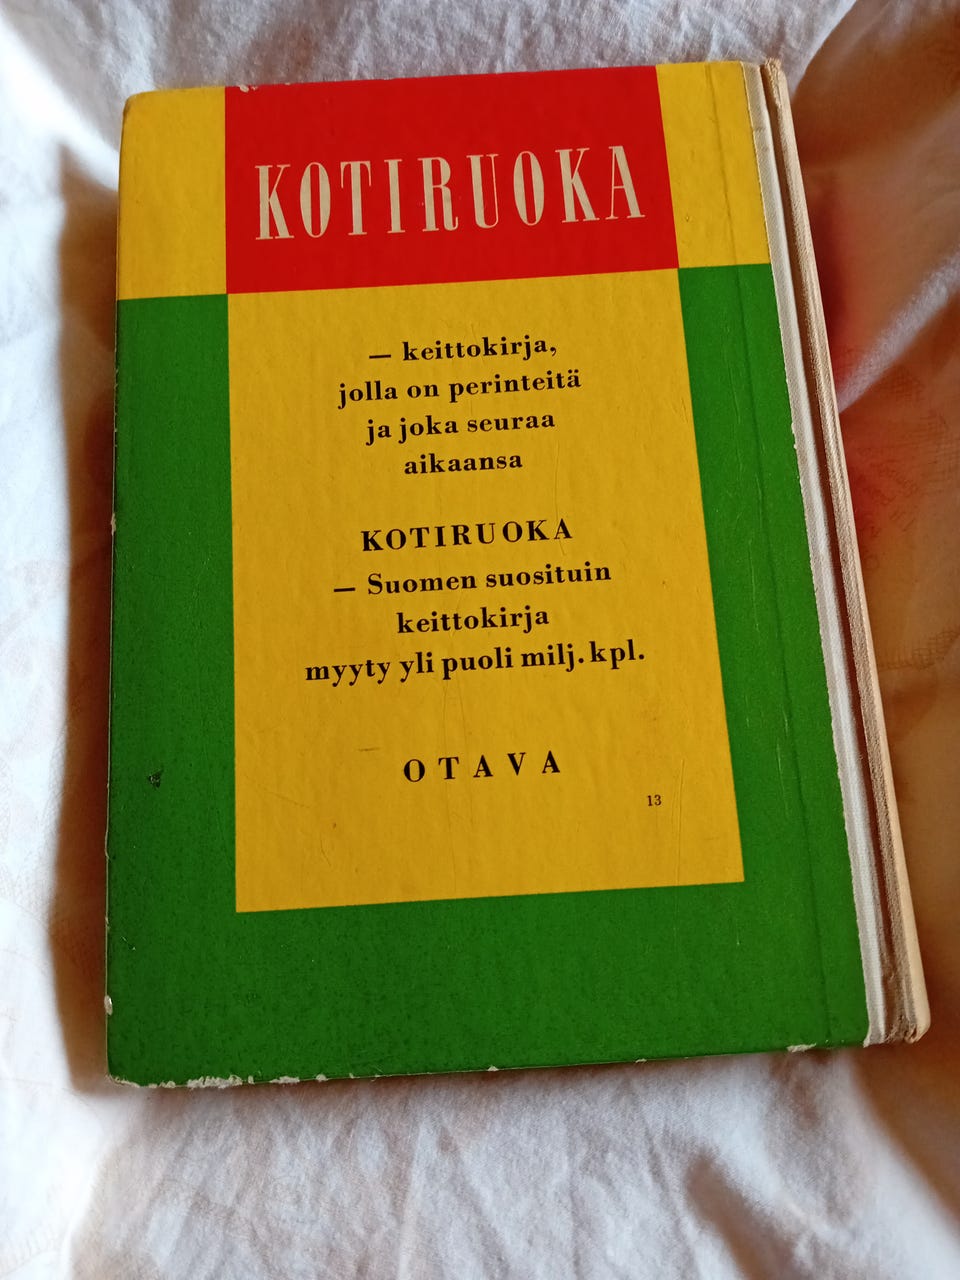 KOTIRUOKA
— keittokirja,
jolla on perinteitä
ja joka seuraa
aikaansa
KOTIRUOKA
— Suomen suosituin
keittokirja
myyty yli puoli milj. kpl.
OTAVA
13